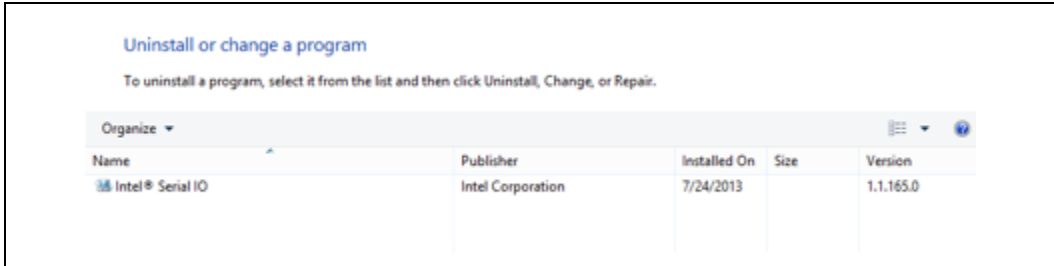 Uninstall or change a program
To uninstall a program, select it from the list and then click Uninstall, Change, or Repair.
Organize
Name Publisher Installed On Size Version
Intel® Serial IO Intel Corporation 7/24/2013 1.1.165.0